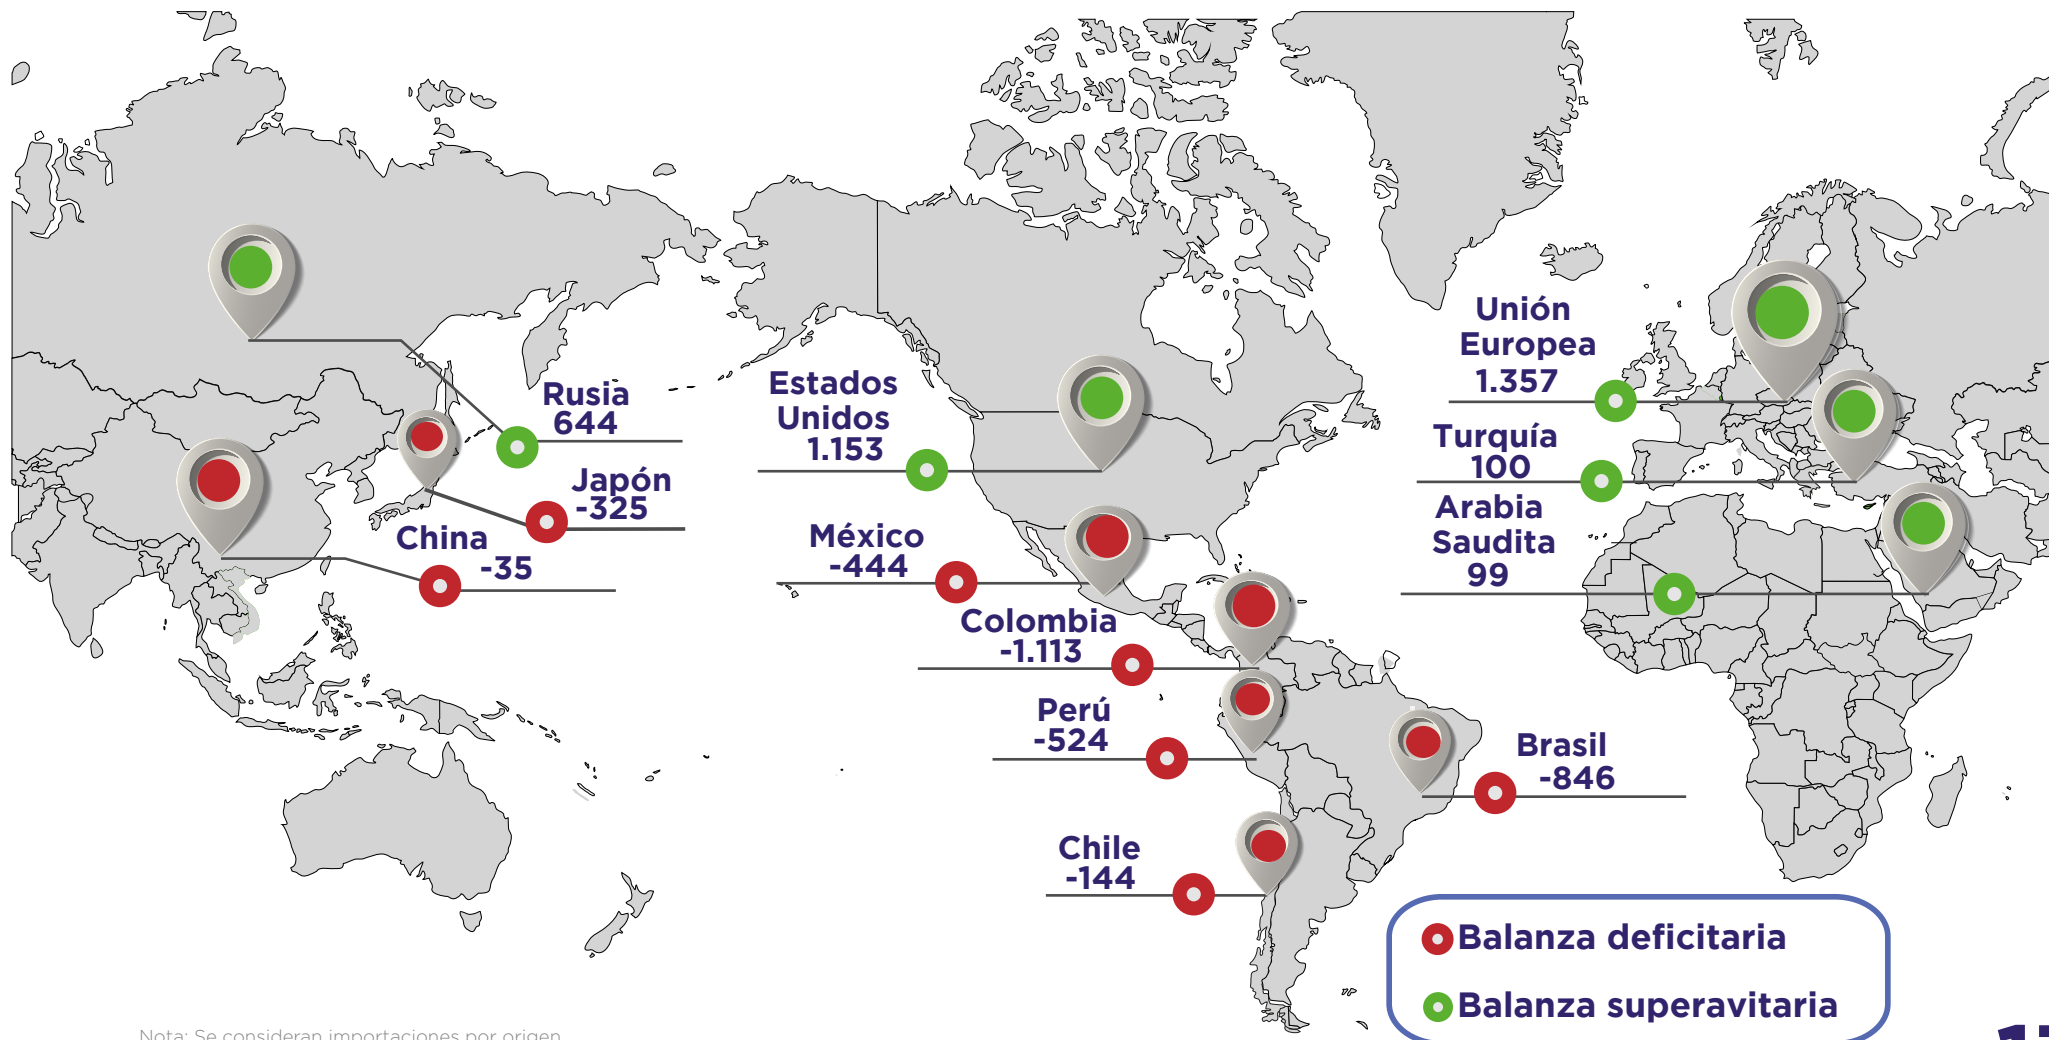 Rusia
644
Japón
-325
China
-35
Estados
Unidos
1.153
México
-444
Colombia
-1.113
Perú
-524
Chile
-144
Brasil
-846
Unión
Europea
1.357
Turquía
100
Arabia
Saudita
99
Balanza deficitaria
Balanza superavitaria
Nota: Se consideran importaciones por origen